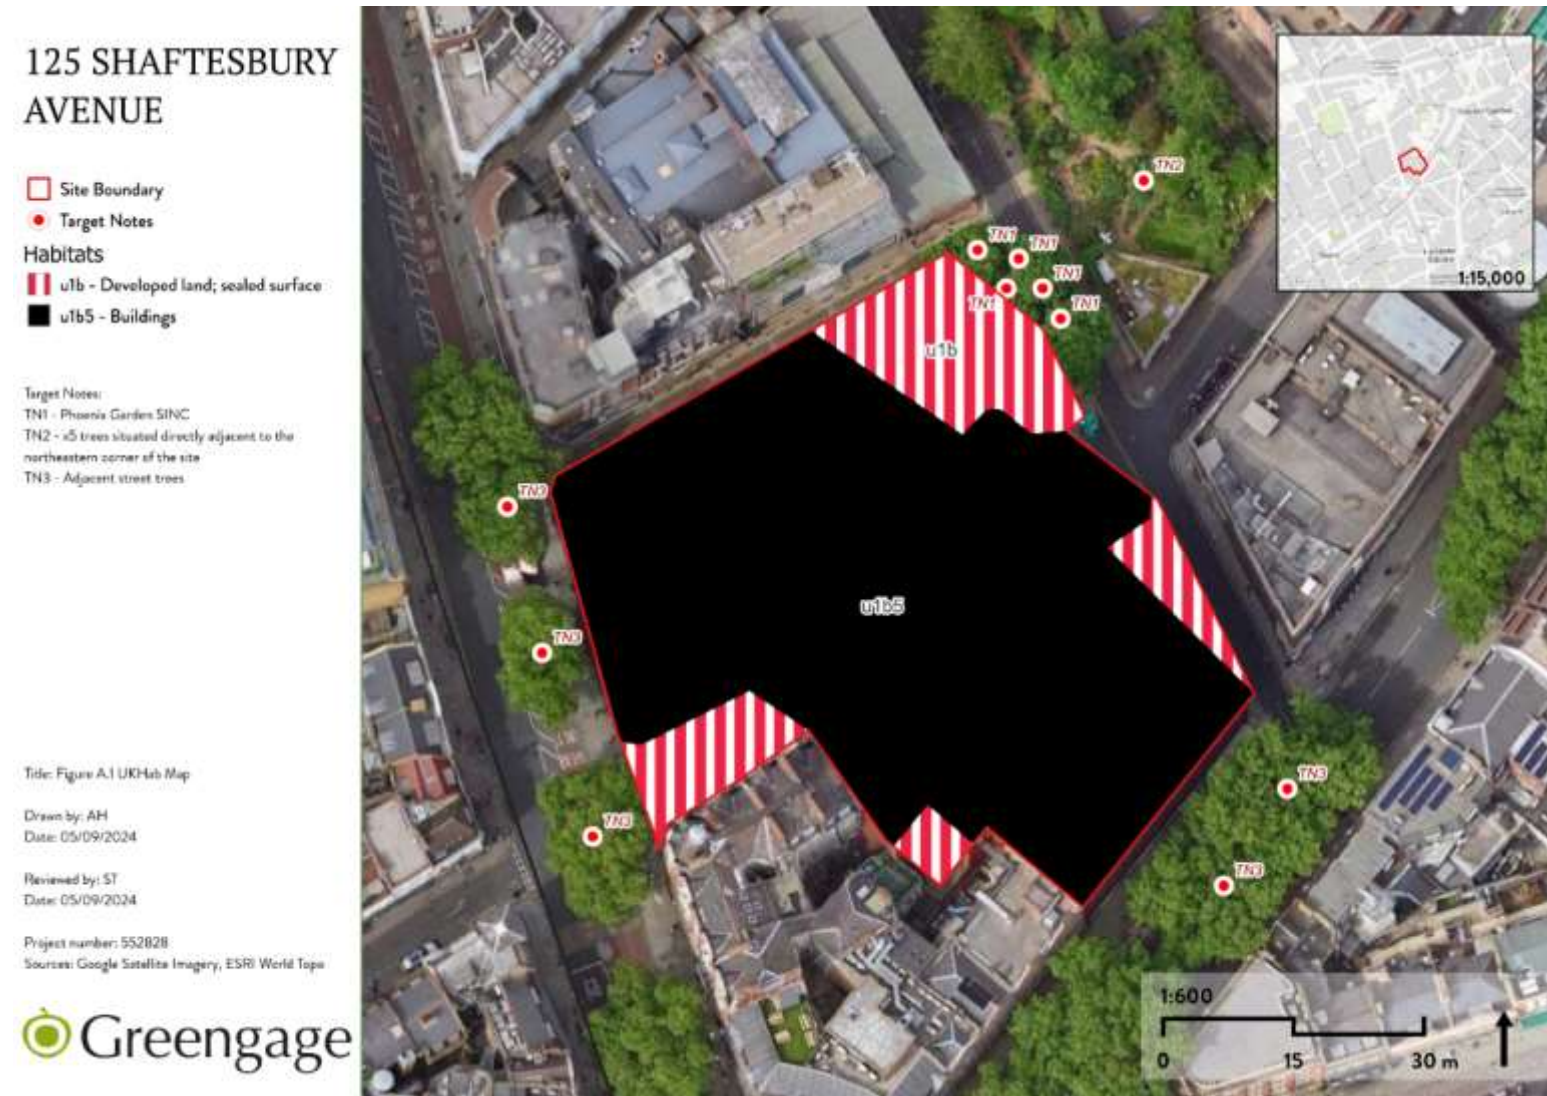 125 SHAFTESBURY
AVENUE
Site Boundary
Target Notes
Habitats
u1b - Developed land; sealed surface
u1b5 - Buildings
Target Notes:
TN1 - Phoenix Garden SINC
TN2 - x5 trees situated directly adjacent to the
northeastern corner of the site
TN3 - Adjacent street trees
Title: Figure A.1 UKHab Map
Drawn by: AH
Date: 05/09/2024
Reviewed by: ST
Date: 05/09/2024
Project number: 552828
Sources: Google Satellite Imagery, ESRI World Topo
Greengage
TN2
TN1
TN1
TN1
TN1
TN1
u1b
u1b5
TN3
TN3
TN3
TN3
TN3
1:15,000
1:600
0 15 30 m